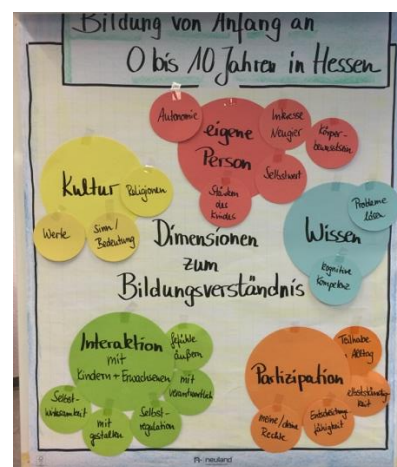 Bildung von Anfang an
0 bis 10 Jahren in Hessen
Autonomie
eigene
Person
Interesse
Neugier
Körper-
bewusstsein
Selbstwert
Stärken
des
Kindes
Kultur
Religionen
Werte
Sinn/
Bedeutung
Wissen
Probleme
lösen
kognitive
Kompetenz
Dimensionen
zum
Bildungsverständnis
Interaktion
mit
Kindern + Erwachsenen
Gefühle
äußern
mit
verantwortlich
Selbst-
regulation
mit
gestalten
Selbst-
wirksamkeit
Partizipation
Teilhabe
Alltag
keit
Entscheidungs
fähigkeit
meine/deine
Rechte
neuland